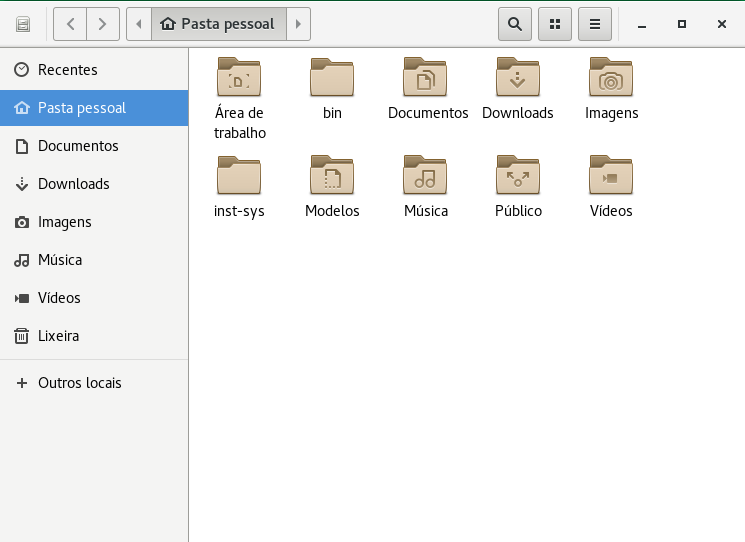 Pasta pessoal
Recentes
Pasta pessoal
Documentos
Downloads
Imagens
Música
Vídeos
Lixeira
Outros locais
Área de
trabalho
bin
Documentos
Downloads
Imagens
inst-sys
Modelos
Música
Público
Vídeos